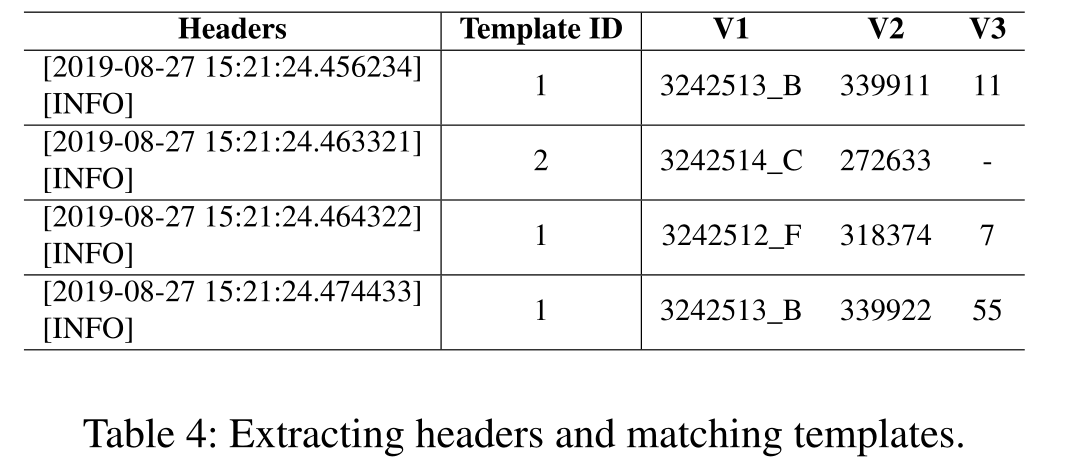 Headers Template ID V1 V2 V3
[2019-08-27 15:21:24.456234]
[INFO] 1 3242513_B 339911 11
[2019-08-27 15:21:24.463321]
[INFO] 2 3242514_C 272633 -
[2019-08-27 15:21:24.464322]
[INFO] 1 3242512_F 318374 7
[2019-08-27 15:21:24.474433]
[INFO] 1 3242513_B 339922 55
Table 4: Extracting headers and matching templates.